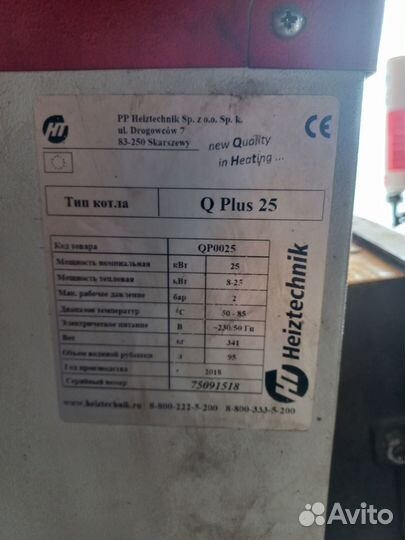 HT
PP Heiztechnik Sp. z o.o. Sp. k.
ul. Drogowców 7
83-250 Skarszewy
new Quality
in Heating ...
CE
Тип котла
Q Plus 25
Код товара QP0025
Мощность номинальная кВт 25
Мощность тепловая кВт 8-25
Мак. рабочее давление бар 2
Диапазон температур °C 50 - 85
Электрическое питание В ~230/50 Гц
Вес кг 341
Объем водяной рубашки л 95
Год производства - 2018
Серийный номер 75091518
www.heiztechnik.ru 8-800-222-5-200 8-800-333-5-200
Heiztechnik
HT
Avito